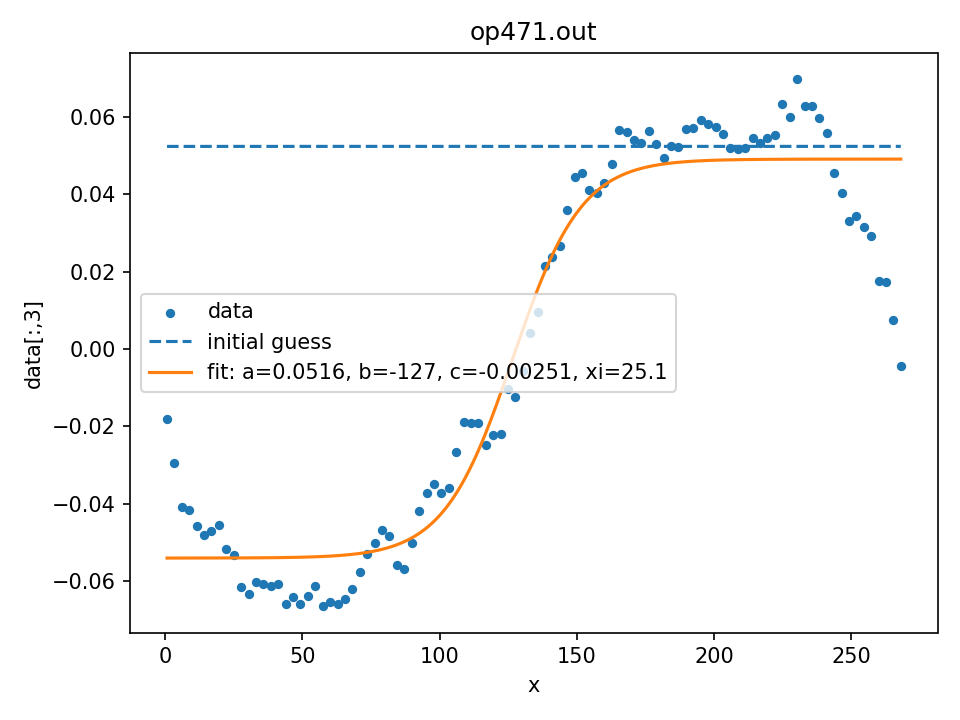 op471.out
data[:,3]
0.06
0.04
0.02
0.00
−0.02
−0.04
−0.06
data
initial guess
fit: a=0.0516, b=-127, c=-0.00251, xi=25.1
0 50 100 150 200 250
x